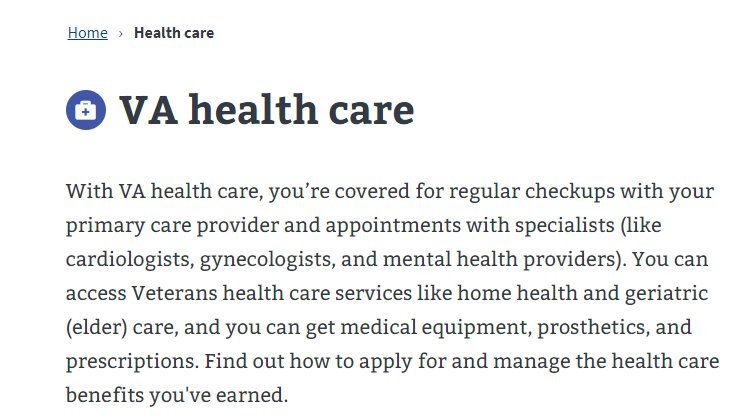 Home › Health care
VA health care
With VA health care, you’re covered for regular checkups with your
primary care provider and appointments with specialists (like
cardiologists, gynecologists, and mental health providers). You can
access Veterans health care services like home health and geriatric
(elder) care, and you can get medical equipment, prosthetics, and
prescriptions. Find out how to apply for and manage the health care
benefits you've earned.